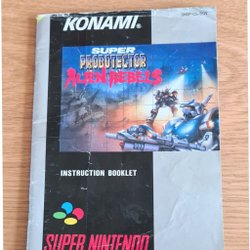 KONAMI®
SUPER
PROBOTECTOR
ALIEN REBELS
INSTRUCTION BOOKLET
SUPER NINTENDO